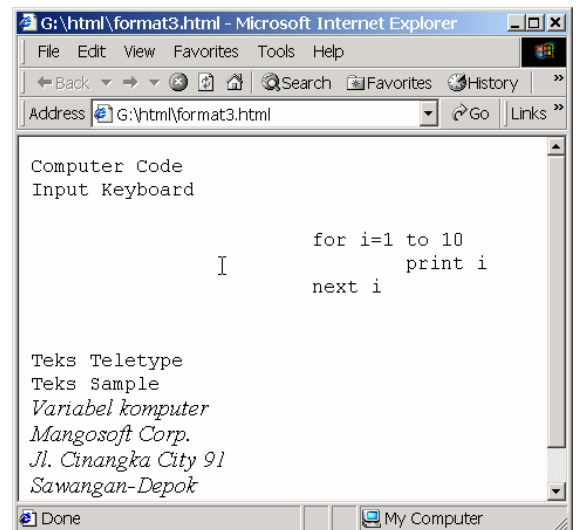 G:\html\format3.html - Microsoft Internet Explorer
File Edit View Favorites Tools Help
Back Search Favorites History »
Address G:\html\format3.html Go Links »
Computer Code
Input Keyboard
for i=1 to 10
print i
next i
Teks Teletype
Teks Sample
Variabel komputer
Mangosoft Corp.
Jl. Cinangka City 91
Sawangan-Depok
Done My Computer